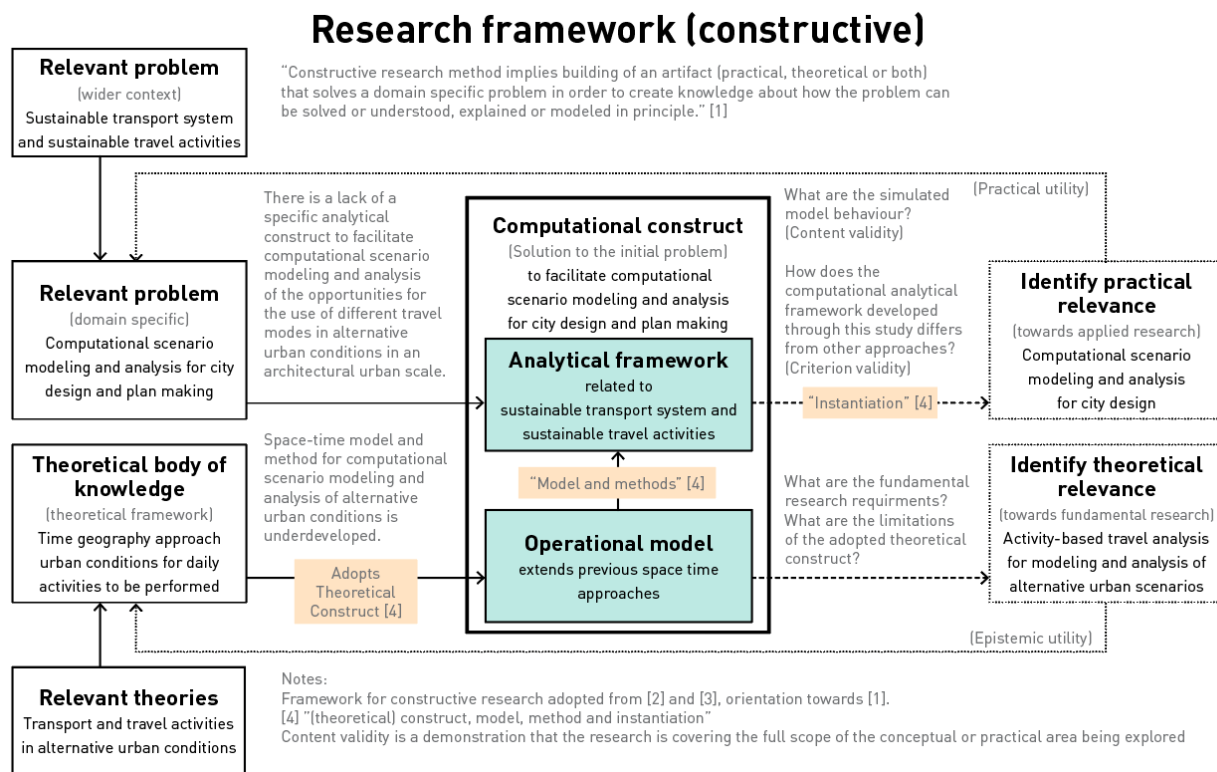 Research framework (constructive)
"Constructive research method implies building of an artifact (practical, theoretical or both)
that solves a domain specific problem in order to create knowledge about how the problem can
be solved or understood, explained or modeled in principle." [1]
Relevant problem
(wider context)
Sustainable transport system
and sustainable travel activities
Relevant problem
(domain specific)
Computational scenario
modeling and analysis for city
design and plan making
Theoretical body of
knowledge
(theoretical framework)
Time geography approach
urban conditions for daily
activities to be performed
Relevant theories
Transport and travel activities
in alternative urban conditions
There is a lack of a
specific analytical
construct to facilitate
computational scenario
modeling and analysis
of the opportunities for
the use of different travel
modes in alternative
urban conditions in an
architectural urban scale.
Space-time model and
method for computational
scenario modeling and
analysis of alternative
urban conditions is
underdeveloped.
Adopts
Theoretical
Construct [4]
Computational construct
(Solution to the initial problem)
to facilitate computational
scenario modeling and analysis
for city design and plan making
Analytical framework
related to
sustainable transport system and
sustainable travel activities
"Model and methods" [4]
Operational model
extends previous space time
approaches
What are the simulated
model behaviour?
(Content validity)
How does the
computational analytical
framework developed
through this study differs
from other approaches?
(Criterion validity)
"Instantiation" [4]
What are the fundamental
research requirments?
What are the limitations
of the adopted theoretical
construct?
(Practical utility)
Identify practical
relevance
(towards applied research)
Computational scenario
modeling and analysis
for city design
Identify theoretical
relevance
(towards fundamental research)
Activity-based travel analysis
for modeling and analysis of
alternative urban scenarios
(Epistemic utility)
Notes:
Framework for constructive research adopted from [2] and [3], orientation towards [1].
[4] "(theoretical) construct, model, method and instantiation"
Content validity is a demonstration that the research is covering the full scope of the conceptual or practical area being explored